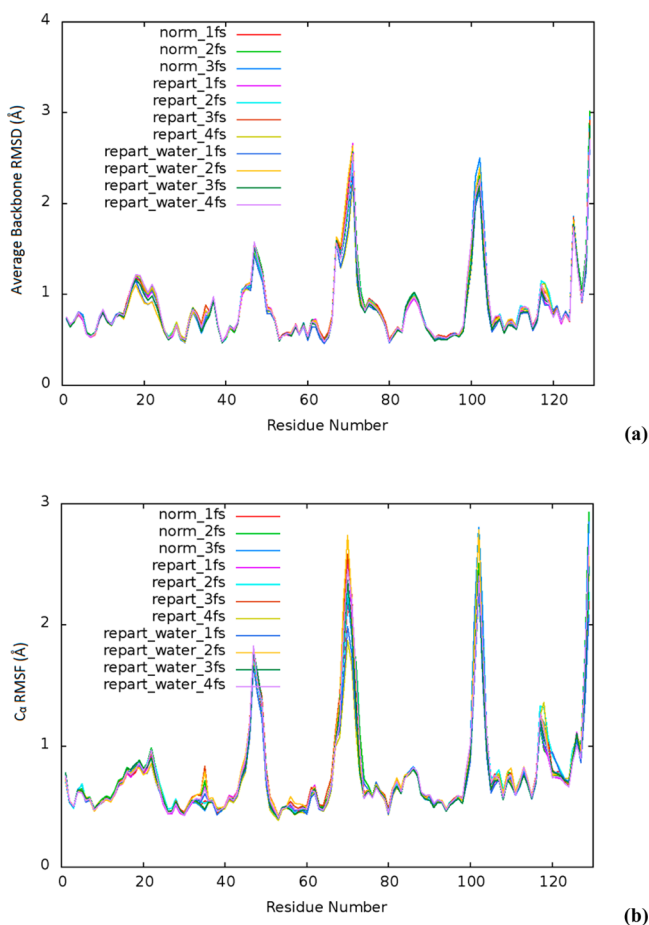 4
norm_1fs
norm_2fs
norm_3fs
repart_1fs
repart_2fs
repart_3fs
repart_4fs
repart_water_1fs
repart_water_2fs
repart_water_3fs
repart_water_4fs
3
2
1
0
Average Backbone RMSD (Å)
0 20 40 60 80 100 120
Residue Number
(a)
3
norm_1fs
norm_2fs
norm_3fs
repart_1fs
repart_2fs
repart_3fs
repart_4fs
repart_water_1fs
repart_water_2fs
repart_water_3fs
repart_water_4fs
2
1
0
Cα RMSF (Å)
0 20 40 60 80 100 120
Residue Number
(b)